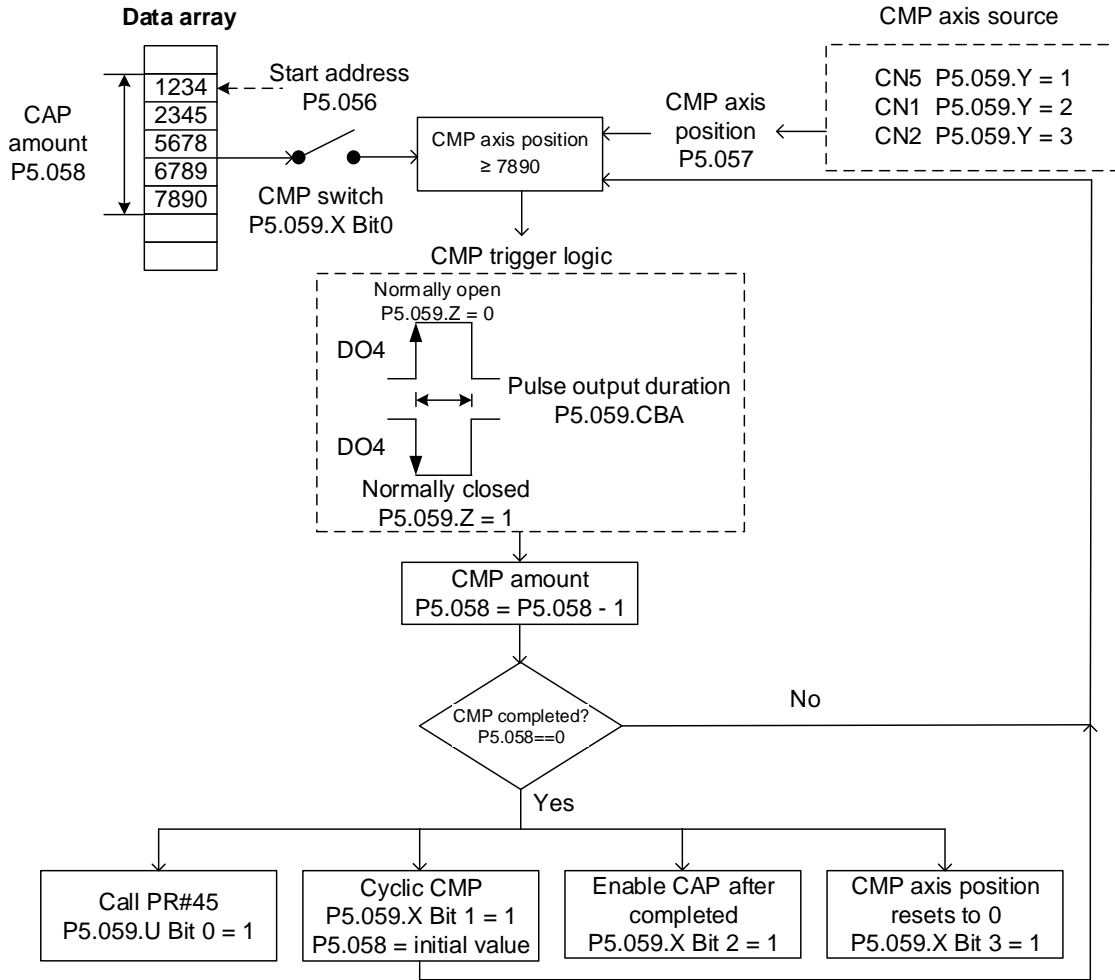 Data array
CMP axis source
1234
2345
5678
6789
7890
CAP
amount
P5.058
Start address
P5.056
CMP switch
P5.059.X Bit0
CMP axis position
≥ 7890
CMP axis
position
P5.057
CN5 P5.059.Y = 1
CN1 P5.059.Y = 2
CN2 P5.059.Y = 3
CMP trigger logic
Normally open
P5.059.Z = 0
DO4
Pulse output duration
P5.059.CBA
DO4
Normally closed
P5.059.Z = 1
CMP amount
P5.058 = P5.058 - 1
CMP completed?
P5.058==0
No
Yes
Call PR#45
P5.059.U Bit 0 = 1
Cyclic CMP
P5.059.X Bit 1 = 1
P5.058 = initial value
Enable CAP after
completed
P5.059.X Bit 2 = 1
CMP axis position
resets to 0
P5.059.X Bit 3 = 1